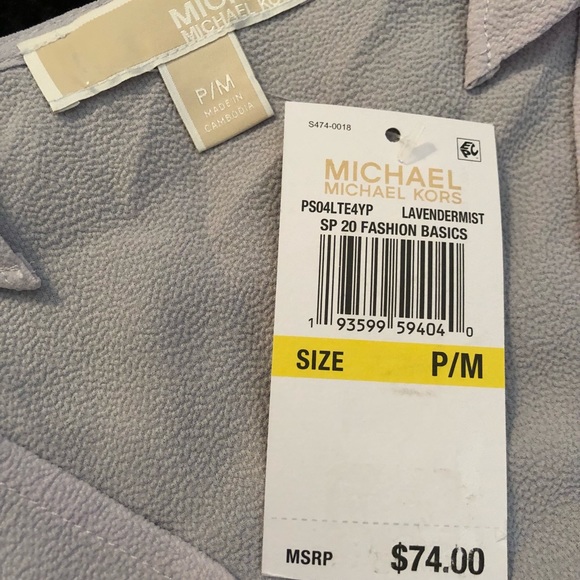 MICHAEL
MICHAEL KORS
P/M
MADE IN
CAMBODIA
S474-0018
MICHAEL
MICHAEL KORS
PS04LTE4YP LAVENDERMIST
SP 20 FASHION BASICS
1 93599 59404 0
SIZE P/M
MSRP $74.00